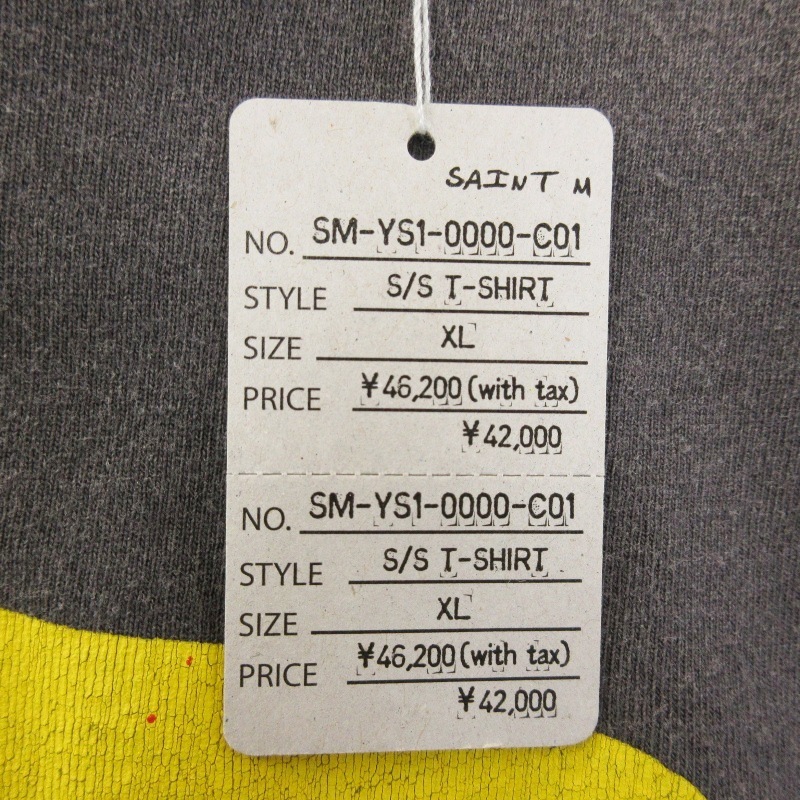 SAINT M
NO. SM-YS1-0000-C01
STYLE S/S T-SHIRT
SIZE XL
PRICE ¥46,200(with tax)
¥42,000
NO. SM-YS1-0000-C01
STYLE S/S T-SHIRT
SIZE XL
PRICE ¥46,200(with tax)
¥42,000